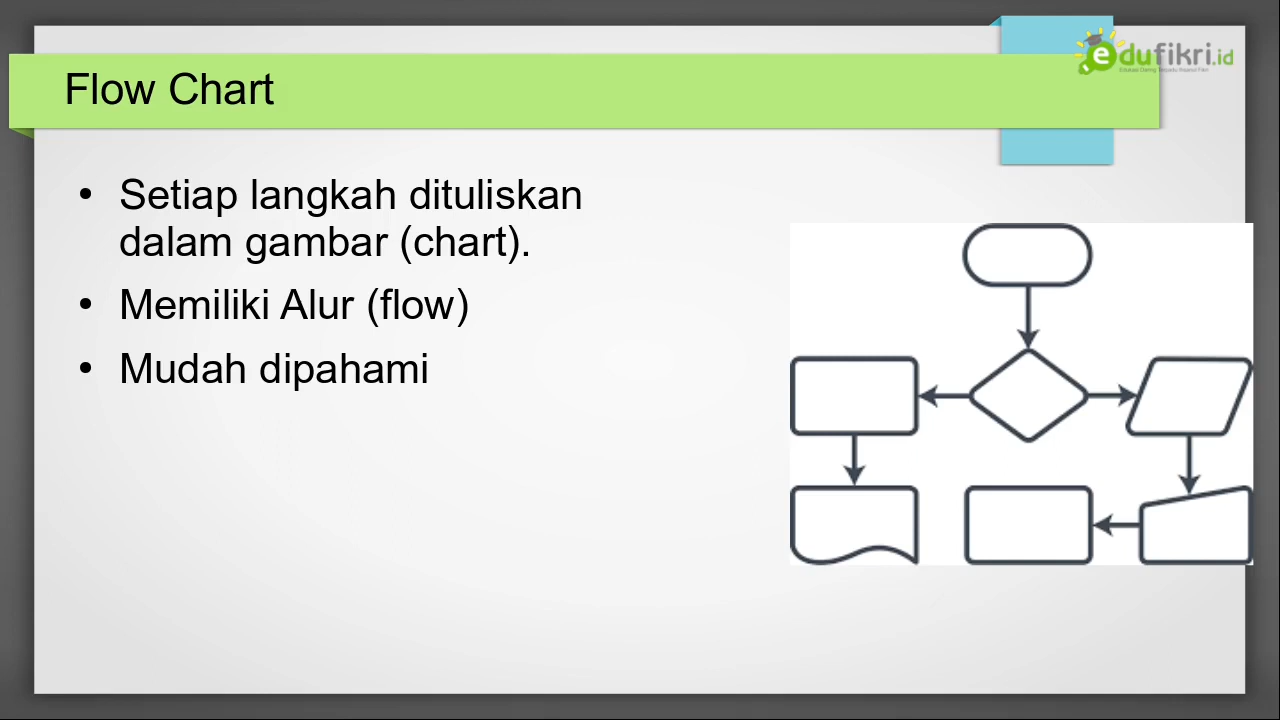 Flow Chart
edufikri.id
• Setiap langkah dituliskan
dalam gambar (chart).
• Memiliki Alur (flow)
• Mudah dipahami